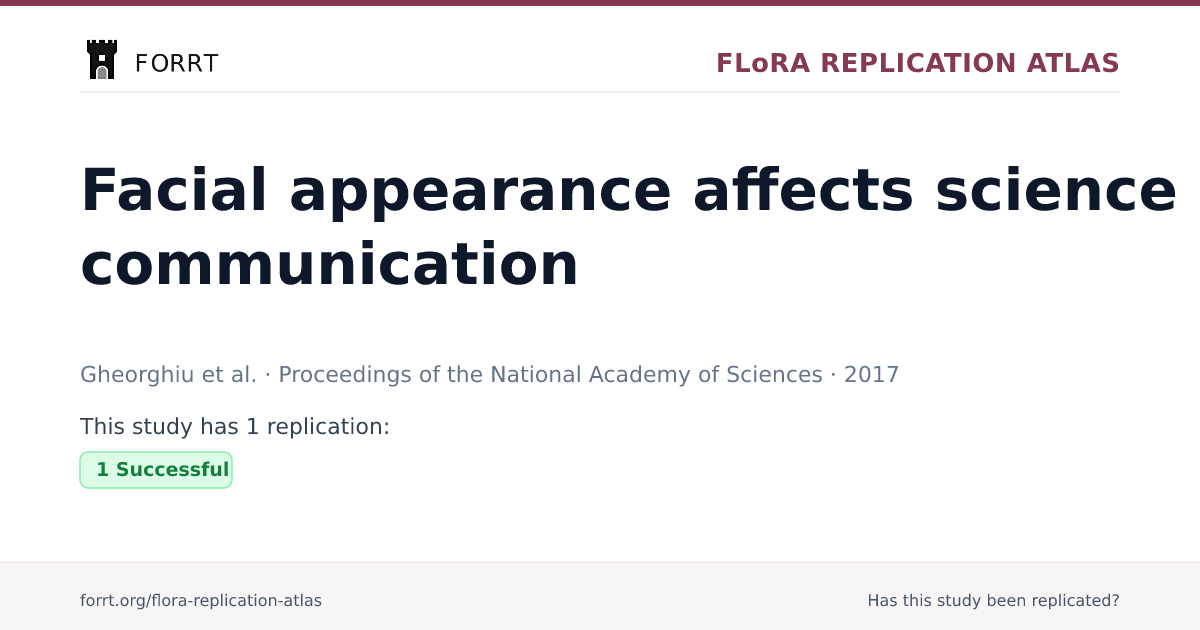 FORRT
FLoRA REPLICATION ATLAS
Facial appearance affects science
communication
Gheorghiu et al. · Proceedings of the National Academy of Sciences · 2017
This study has 1 replication:
1 Successful
forrt.org/flora-replication-atlas
Has this study been replicated?